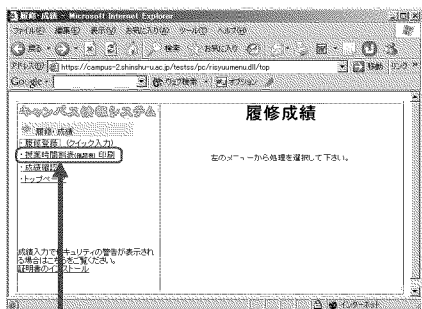 履修・成績 - Microsoft Internet Explorer
ファイル(F) 編集(E) 表示(V) お気に入り(A) ツール(T) ヘルプ(H)
戻る 検索 お気に入り
アドレス(D) https://campus-2.shinshu-u.ac.jp/testss/pc/risyuumenu.dll/top 移動 リンク
Google ウェブ検索 オプション
キャンパス情報システム
履修・成績
・履修登録 (クイック入力)
・授業時間割表(確認表) 印刷
・成績確認
・トップペー
成績入力でセキュリティの警告が表示され
る場合はこちらをご覧ください。
証明書のインストール
履修成績
左のメニューから処理を選択して下さい。
インターネット